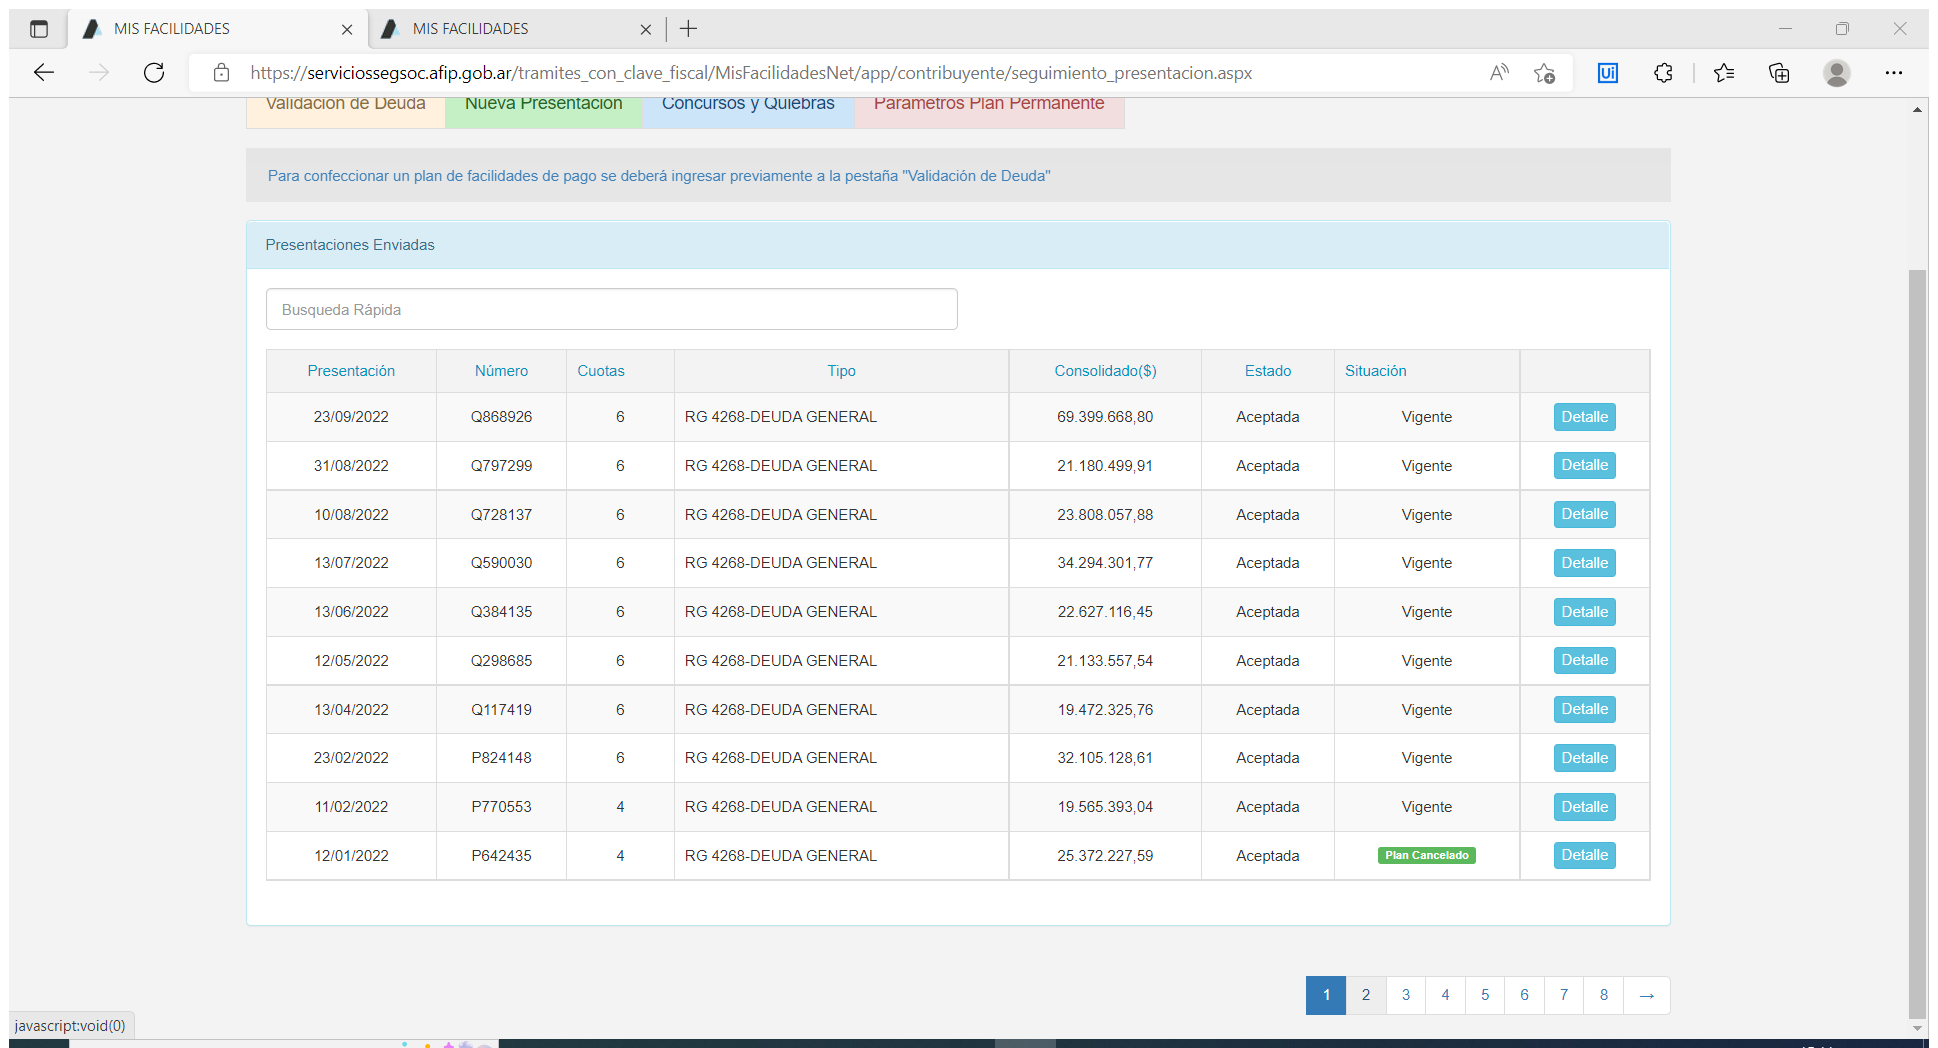 MIS FACILIDADES
MIS FACILIDADES
https://serviciossegsoc.afip.gob.ar/tramites_con_clave_fiscal/MisFacilidadesNet/app/contribuyente/seguimiento_presentacion.aspx
Validación de Deuda Nueva Presentación Concursos y Quiebras Parámetros Plan Permanente
Para confeccionar un plan de facilidades de pago se deberá ingresar previamente a la pestaña "Validación de Deuda"
Presentaciones Enviadas
Busqueda Rápida
Presentación Número Cuotas Tipo Consolidado($) Estado Situación
23/09/2022 Q868926 6 RG 4268-DEUDA GENERAL 69.399.668,80 Aceptada Vigente Detalle
31/08/2022 Q797299 6 RG 4268-DEUDA GENERAL 21.180.499,91 Aceptada Vigente Detalle
10/08/2022 Q728137 6 RG 4268-DEUDA GENERAL 23.808.057,88 Aceptada Vigente Detalle
13/07/2022 Q590030 6 RG 4268-DEUDA GENERAL 34.294.301,77 Aceptada Vigente Detalle
13/06/2022 Q384135 6 RG 4268-DEUDA GENERAL 22.627.116,45 Aceptada Vigente Detalle
12/05/2022 Q298685 6 RG 4268-DEUDA GENERAL 21.133.557,54 Aceptada Vigente Detalle
13/04/2022 Q117419 6 RG 4268-DEUDA GENERAL 19.472.325,76 Aceptada Vigente Detalle
23/02/2022 P824148 6 RG 4268-DEUDA GENERAL 32.105.128,61 Aceptada Vigente Detalle
11/02/2022 P770553 4 RG 4268-DEUDA GENERAL 19.565.393,04 Aceptada Vigente Detalle
12/01/2022 P642435 4 RG 4268-DEUDA GENERAL 25.372.227,59 Aceptada Plan Cancelado Detalle
1 2 3 4 5 6 7 8 →
javascript:void(0)